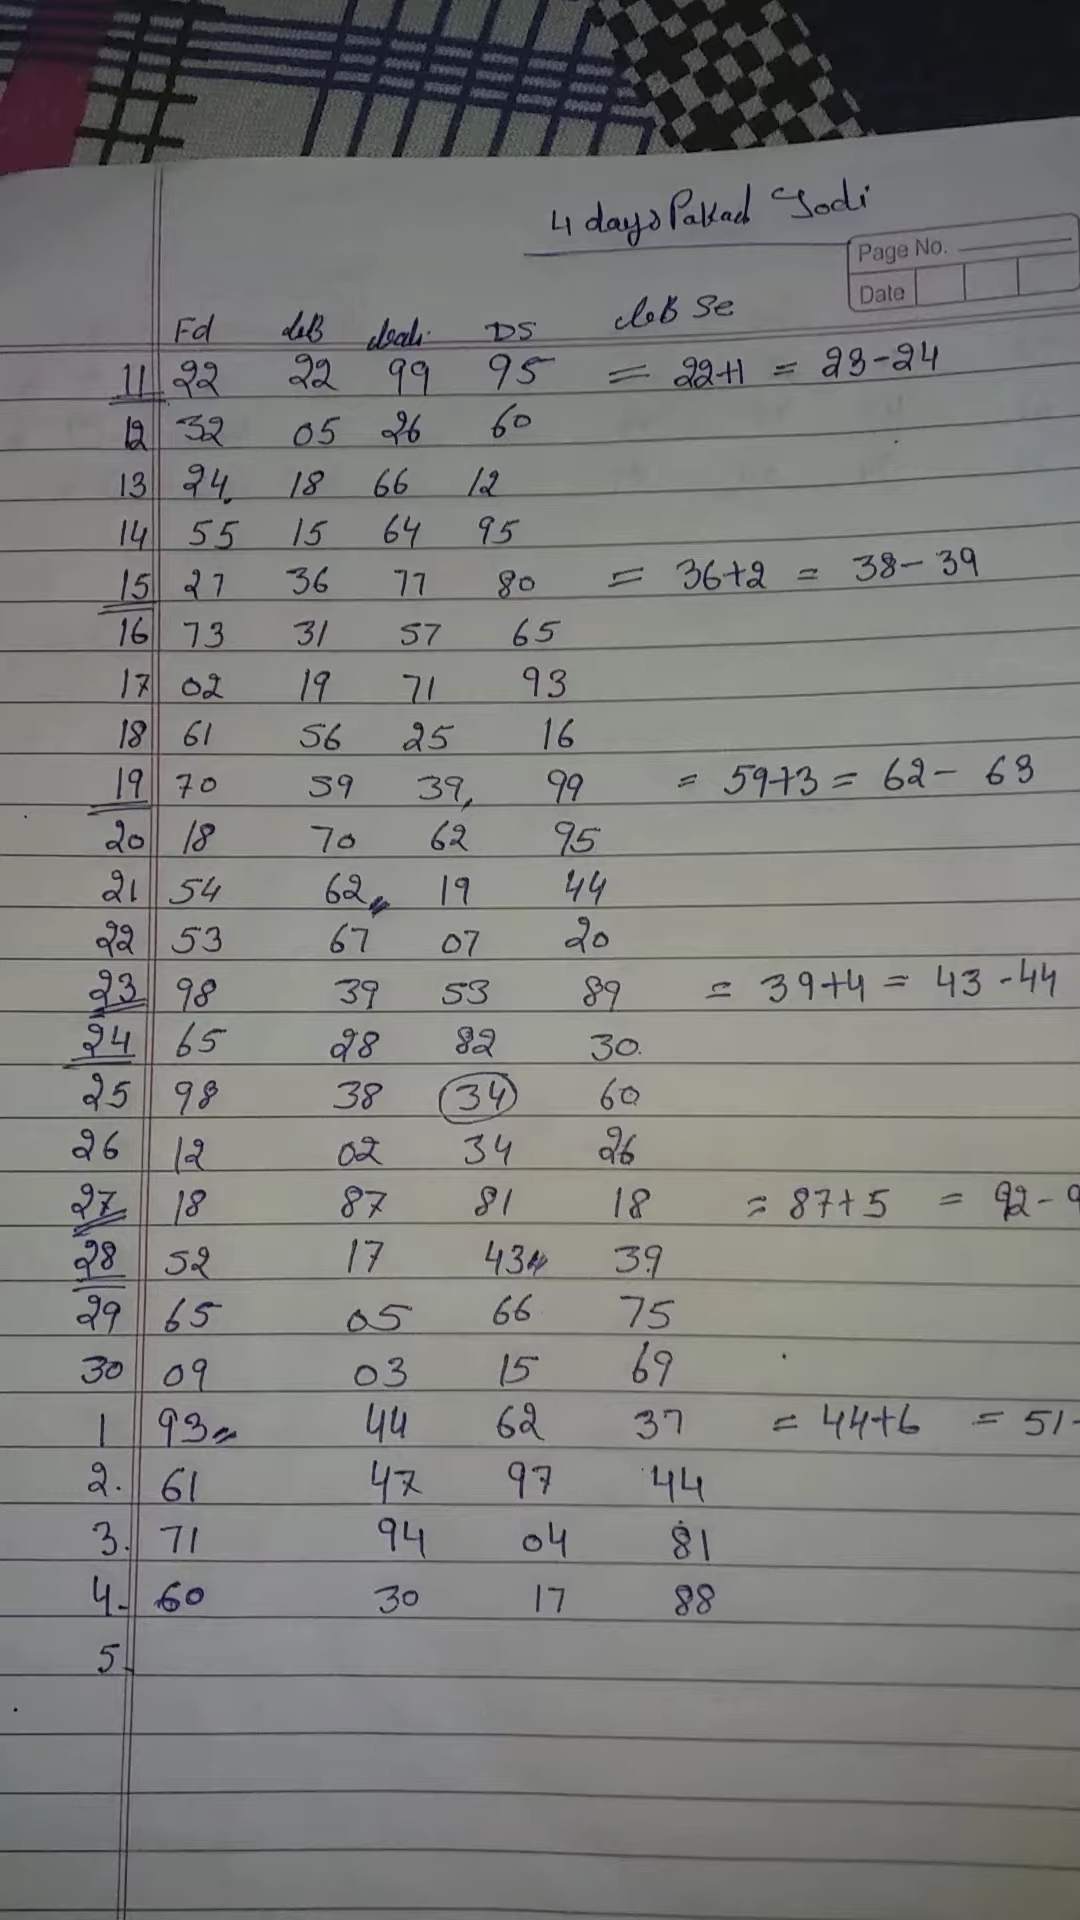 4 days Pakad Jodi
Page No.
Date
Fd GB Gali DS GB Se
11 22 22 99 95 = 22+1 = 23-24
12 32 05 26 60
13 24. 18 66 12
14 55 15 64 95
15 27 36 77 80 = 36+2 = 38-39
16 73 31 57 65
17 02 19 71 93
18 61 56 25 16
19 70 59 39, 99 = 59+3 = 62-63
20 18 70 62 95
21 54 62 19 44
22 53 67 07 20
23 98 39 53 89 = 39+4 = 43-44
24 65 28 82 30.
25 98 38 34 60
26 12 02 34 26
27 18 87 81 18 = 87+5 = 92-9
28 52 17 43 39
29 65 05 66 75
30 09 03 15 69
1 93 44 62 37 = 44+6 = 51-
2. 61 47 97 44
3. 71 94 04 81
4. 60 30 17 88
5.